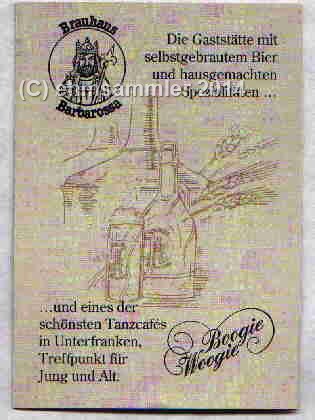 Brauhaus
Barbarossa
Die Gaststätte mit
selbstgebrautem Bier
und hausgemachten
Spezialitäten ...
...und eines der
schönsten Tanzcafés
in Unterfranken,
Treffpunkt für
Jung und Alt.
Boogie
Woogie